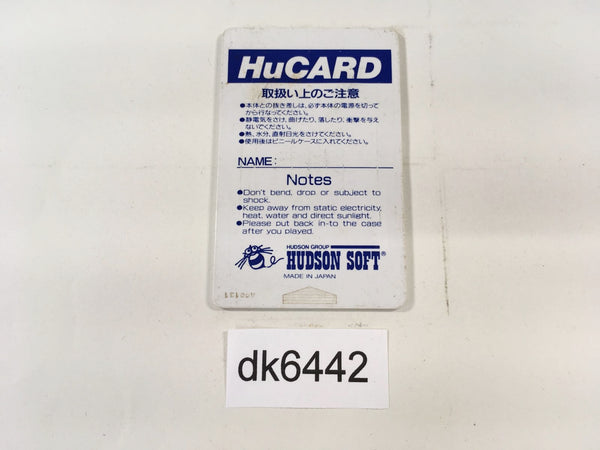 HuCARD
取扱い上のご注意
●本体との抜き差しは、必ず本体の電源を切って
から行なってください。
●静電気をさけ、曲げたり、落したり、衝撃を与え
ないでください。
●熱、水分、直射日光をさけてください。
●使用後はビニールケースに入れてください。
NAME:
Notes
●Don't bend, drop or subject to
shock.
●Keep away from static electricity,
heat, water and direct sunlight.
●Please put back in-to the case
after you played.
HUDSON GROUP
HUDSON SOFT®
MADE IN JAPAN
dk6442